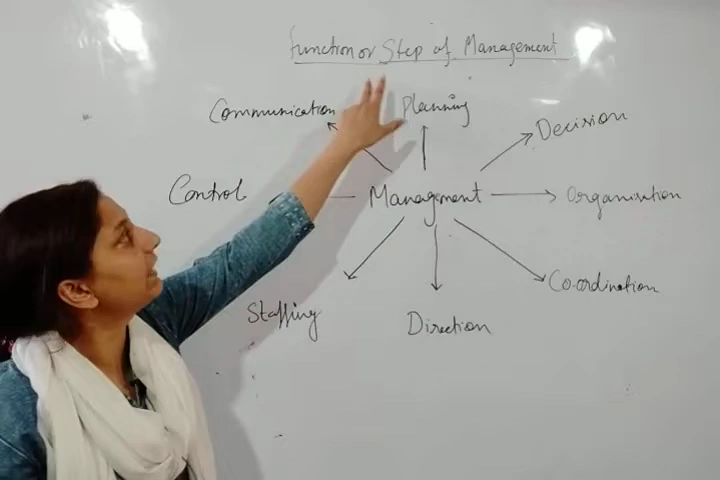 Function or Step of Management
Communication
Planning
Decision
Control
Management
Organisation
Co-ordination
Staffing
Direction